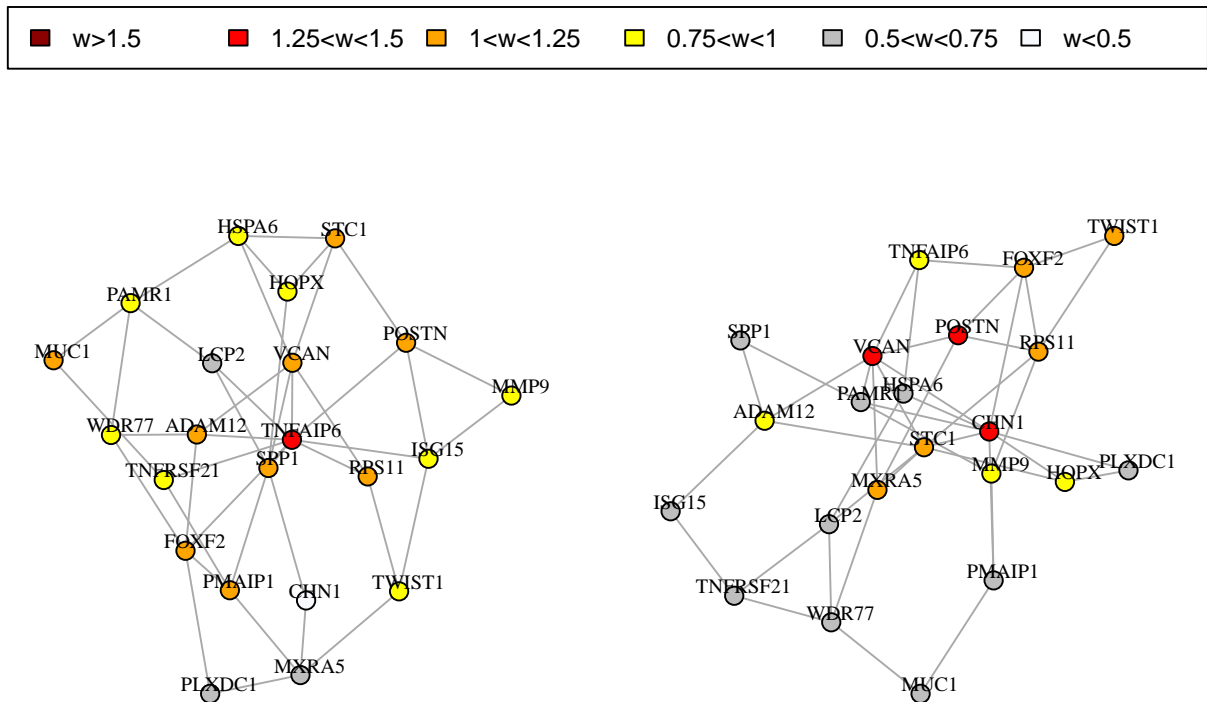 w>1.5
1.25<w<1.5
1<w<1.25
0.75<w<1
0.5<w<0.75
w<0.5
HSPA6
STC1
HOPX
PAMR1
POSTN
MUC1
LCP2
VCAN
MMP9
WDR77
ADAM12
TNFAIP6
ISG15
TNFRSF21
SPP1
RPS11
FOXF2
PMAIP1
CHN1
TWIST1
MXRA5
PLXDC1
TWIST1
TNFAIP6
FOXF2
SPP1
POSTN
VCAN
RPS11
HSPA6
PAMR1
ADAM12
CHN1
STC1
MMP9
HOPX
PLXDC1
MXRA5
ISG15
LCP2
PMAIP1
TNFRSF21
WDR77
MUC1